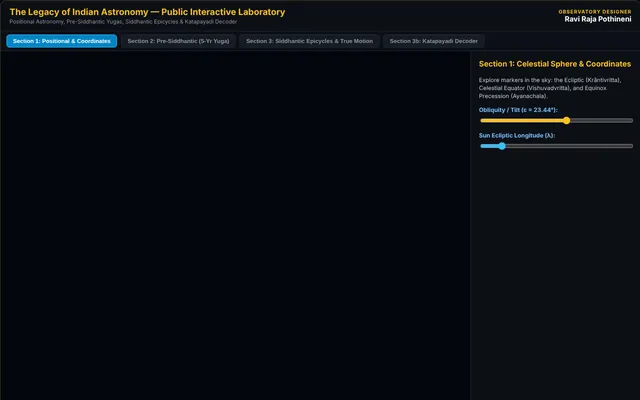 The Legacy of Indian Astronomy — Public Interactive Laboratory
Positional Astronomy, Pre-Siddhantic Yugas, Siddhantic Epicycles & Katapayadi Decoder
OBSERVATORY DESIGNER
Ravi Raja Pothineni
Section 1: Positional & Coordinates
Section 2: Pre-Siddhantic (5-Yr Yuga)
Section 3: Siddhantic Epicycles & True Motion
Section 3b: Katapayadi Decoder
Section 1: Celestial Sphere & Coordinates
Explore markers in the sky: the Ecliptic (Krāntivritta),
Celestial Equator (Vishuvadvritta), and Equinox
Precession (Ayanachala).
Obliquity / Tilt (ε = 23.44°):
Sun Ecliptic Longitude (λ):